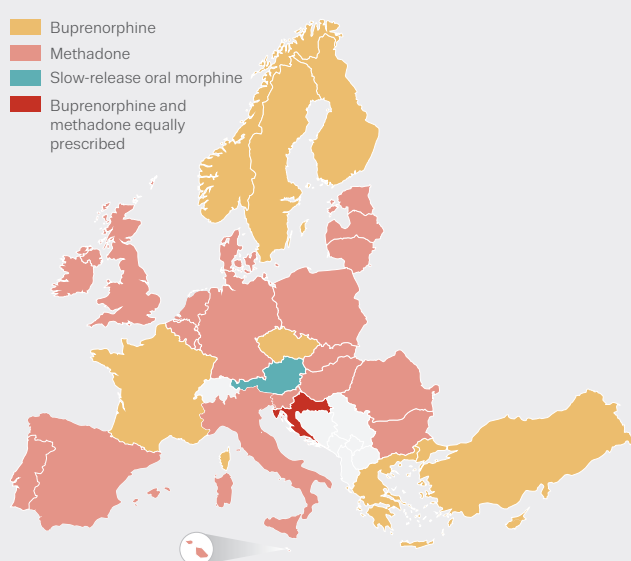 Buprenorphine
Methadone
Slow-release oral morphine
Buprenorphine and
methadone equally
prescribed